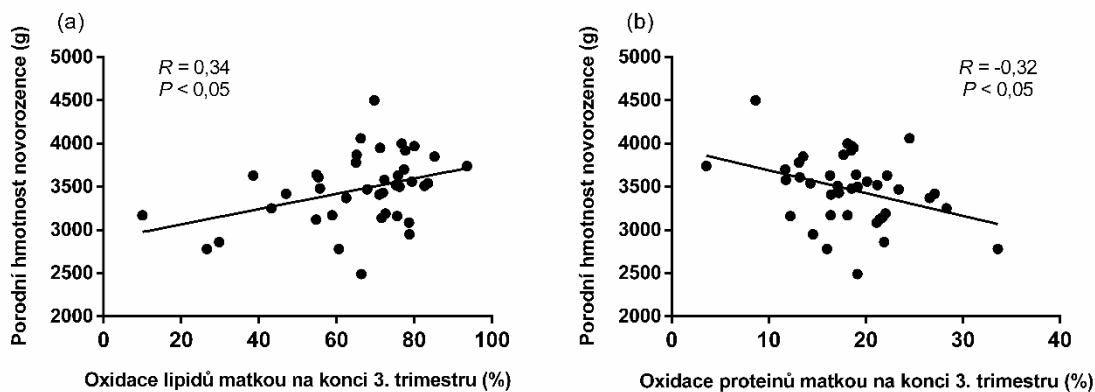 (a)
R = 0,34
P < 0,05
Porodní hmotnost novorozence (g)
5000
4500
4000
3500
3000
2500
2000
0
20
40
60
80
100
Oxidace lipidů matkou na konci 3. trimestru (%)
(b)
R = -0,32
P < 0,05
Porodní hmotnost novorozence (g)
5000
4500
4000
3500
3000
2500
2000
0
10
20
30
40
Oxidace proteinů matkou na konci 3. trimestru (%)